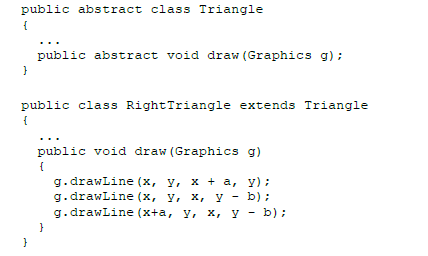 public abstract class Triangle
{
...
public abstract void draw(Graphics g);
}
public class RightTriangle extends Triangle
{
...
public void draw(Graphics g)
{
g.drawLine(x, y, x + a, y);
g.drawLine(x, y, x, y - b);
g.drawLine(x+a, y, x, y - b);
}
}